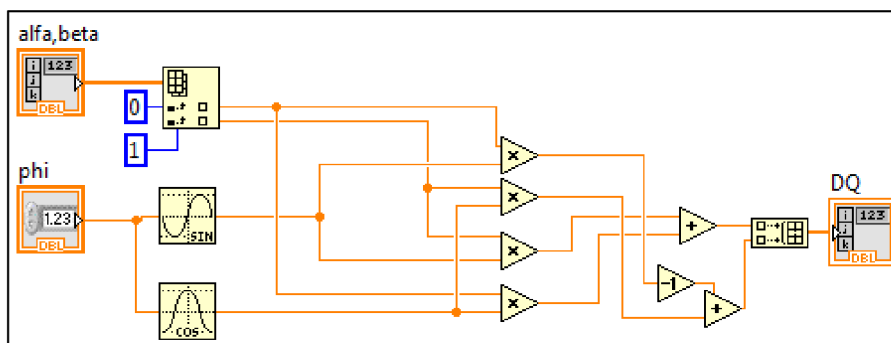 alfa,beta
i 123
j
k
DBL
0
1
phi
1.23
DBL
SIN
COS
x
x
x
x
+
-1
+
DQ
i 123
j
k
DBL